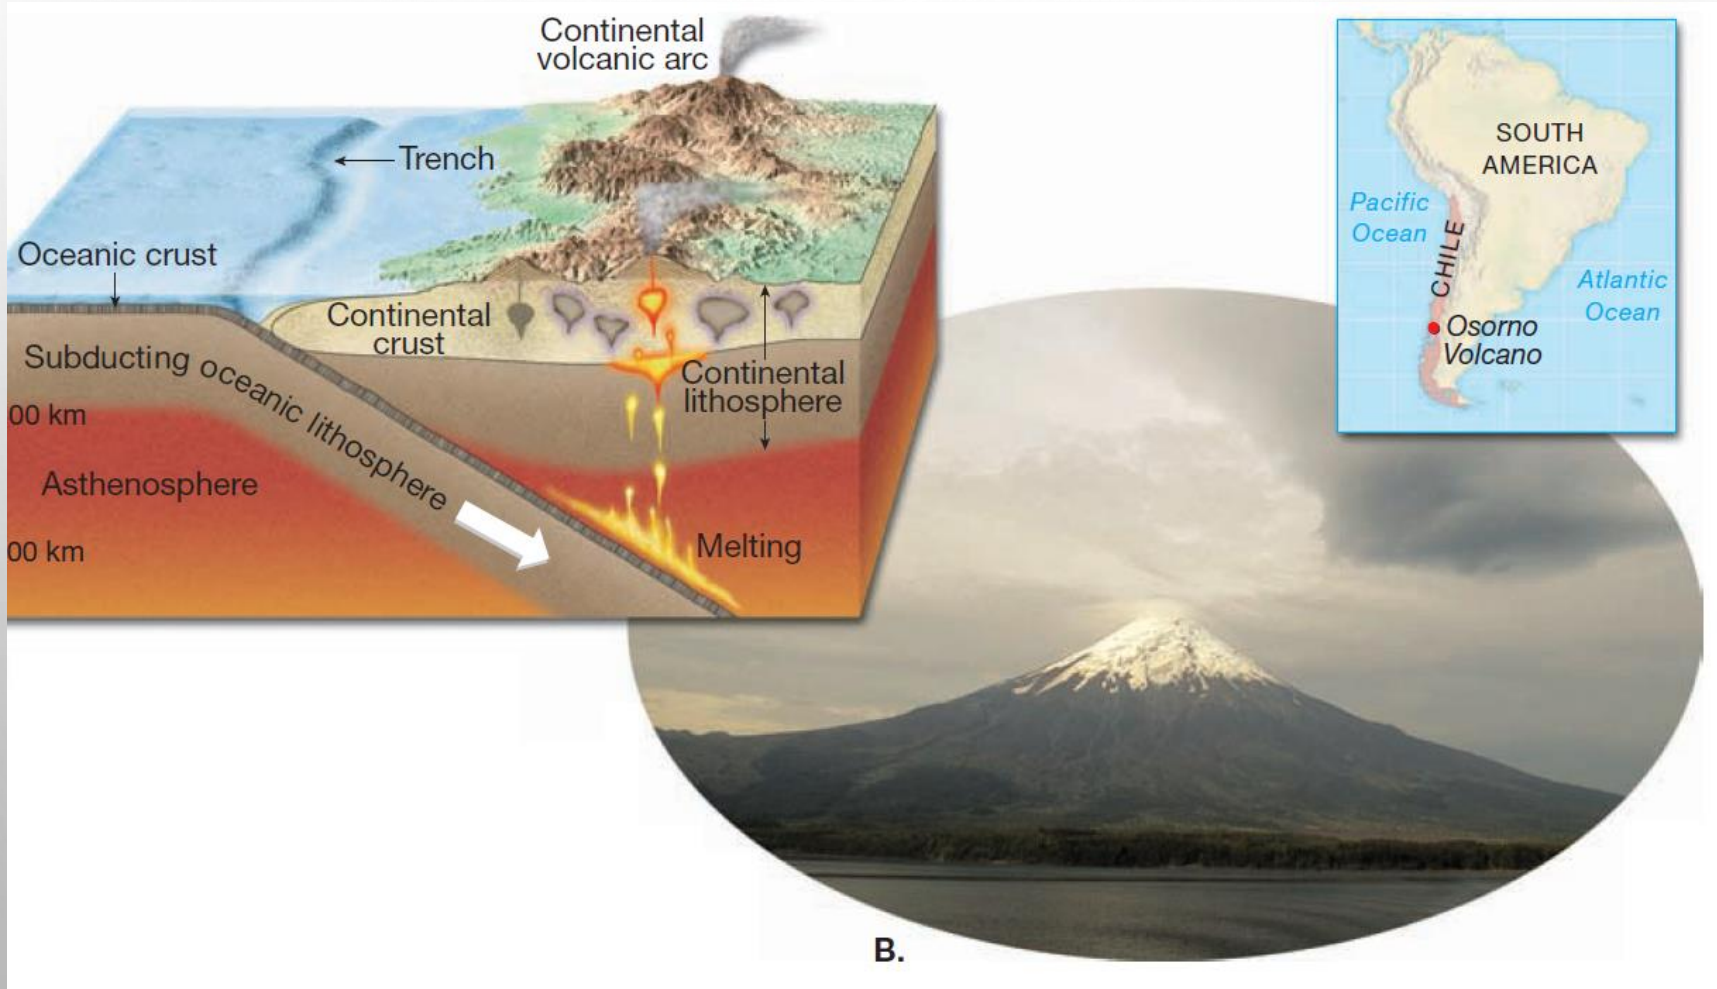 Continental
volcanic arc
Trench
Oceanic crust
Continental
crust
Subducting oceanic lithosphere
Continental
lithosphere
00 km
Asthenosphere
00 km
Melting
SOUTH
AMERICA
Pacific
Ocean
CHILE
Atlantic
Ocean
Osorno
Volcano
B.